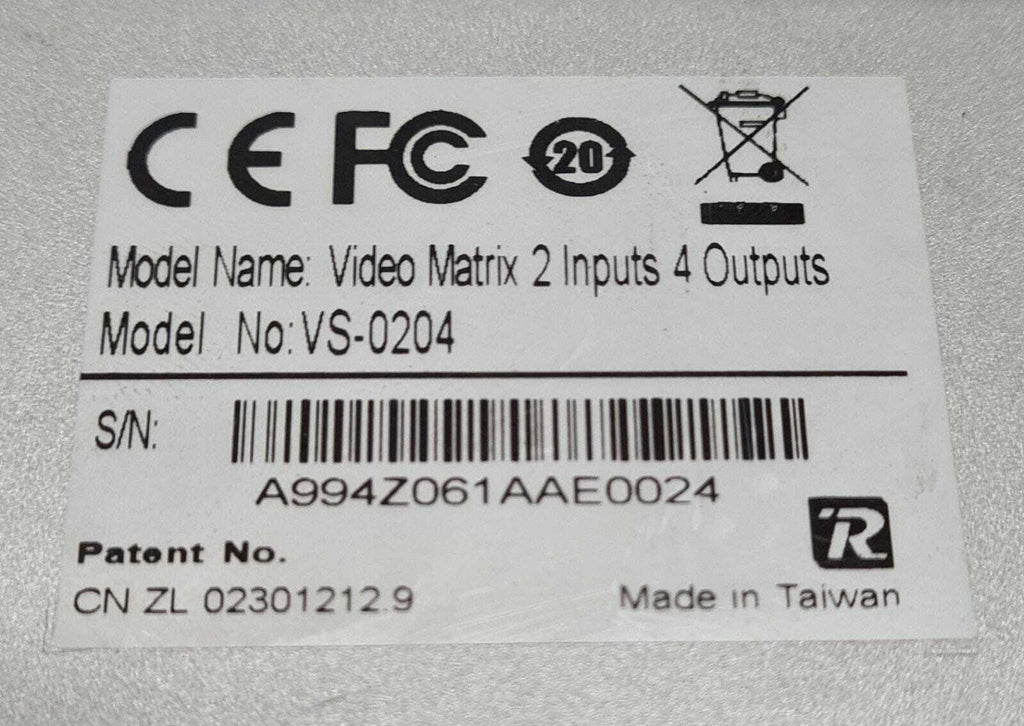 CE FC 20
Model Name: Video Matrix 2 Inputs 4 Outputs
Model No:VS-0204
S/N:
A994Z061AAE0024
R
Patent No.
CN ZL 02301212.9
Made in Taiwan